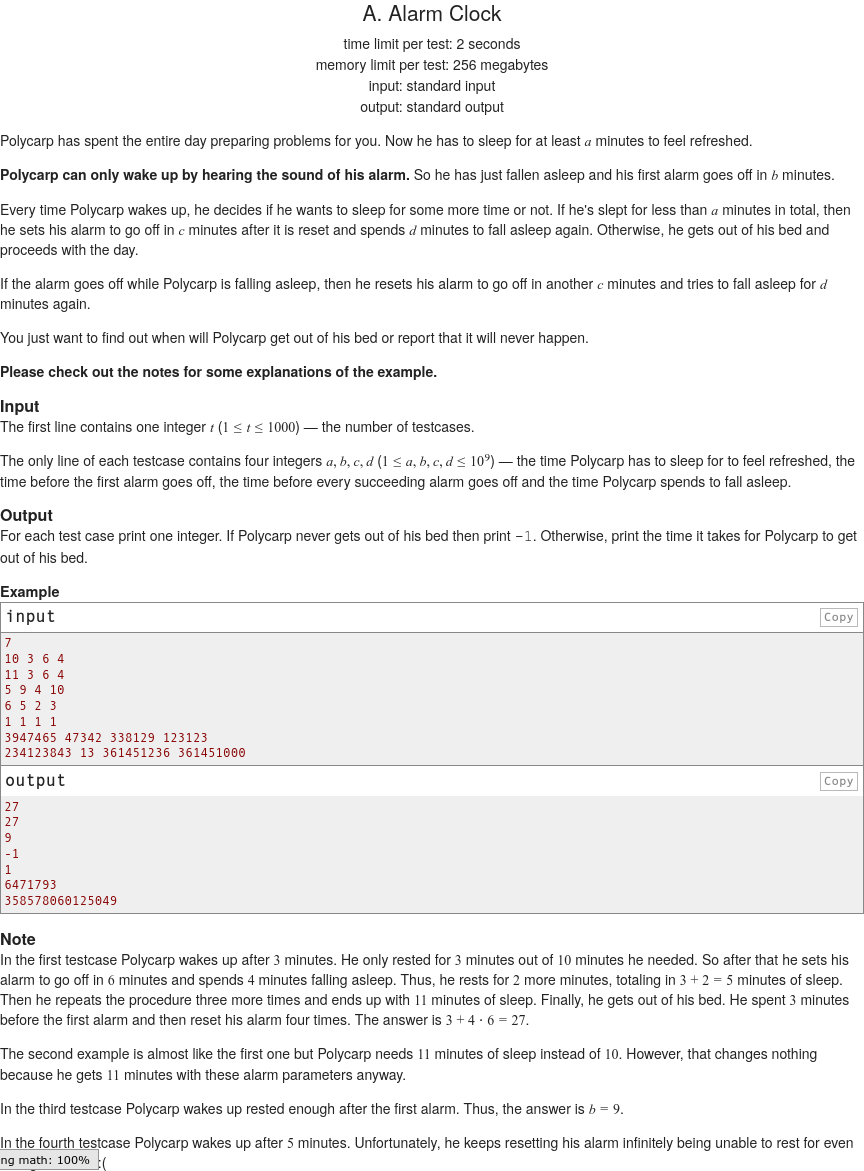 A. Alarm Clock
time limit per test: 2 seconds
memory limit per test: 256 megabytes
input: standard input
output: standard output
Polycarp has spent the entire day preparing problems for you. Now he has to sleep for at least a minutes to feel refreshed.
Polycarp can only wake up by hearing the sound of his alarm. So he has just fallen asleep and his first alarm goes off in b minutes.
Every time Polycarp wakes up, he decides if he wants to sleep for some more time or not. If he's slept for less than a minutes in total, then
he sets his alarm to go off in c minutes after it is reset and spends d minutes to fall asleep again. Otherwise, he gets out of his bed and
proceeds with the day.
If the alarm goes off while Polycarp is falling asleep, then he resets his alarm to go off in another c minutes and tries to fall asleep for d
minutes again.
You just want to find out when will Polycarp get out of his bed or report that it will never happen.
Please check out the notes for some explanations of the example.
Input
The first line contains one integer t (1 ≤ t ≤ 1000) — the number of testcases.
The only line of each testcase contains four integers a, b, c, d (1 ≤ a, b, c, d ≤ 10⁹) — the time Polycarp has to sleep for to feel refreshed, the
time before the first alarm goes off, the time before every succeeding alarm goes off and the time Polycarp spends to fall asleep.
Output
For each test case print one integer. If Polycarp never gets out of his bed then print -1. Otherwise, print the time it takes for Polycarp to get
out of his bed.
Example
input Copy
7
10 3 6 4
11 3 6 4
5 9 4 10
6 5 2 3
1 1 1 1
3947465 47342 338129 123123
234123843 13 361451236 361451000
output Copy
27
27
9
-1
1
6471793
358578060125049
Note
In the first testcase Polycarp wakes up after 3 minutes. He only rested for 3 minutes out of 10 minutes he needed. So after that he sets his
alarm to go off in 6 minutes and spends 4 minutes falling asleep. Thus, he rests for 2 more minutes, totaling in 3 + 2 = 5 minutes of sleep.
Then he repeats the procedure three more times and ends up with 11 minutes of sleep. Finally, he gets out of his bed. He spent 3 minutes
before the first alarm and then reset his alarm four times. The answer is 3 + 4 · 6 = 27.
The second example is almost like the first one but Polycarp needs 11 minutes of sleep instead of 10. However, that changes nothing
because he gets 11 minutes with these alarm parameters anyway.
In the third testcase Polycarp wakes up rested enough after the first alarm. Thus, the answer is b = 9.
In the fourth testcase Polycarp wakes up after 5 minutes. Unfortunately, he keeps resetting his alarm infinitely being unable to rest for even
ng math: 100% :(